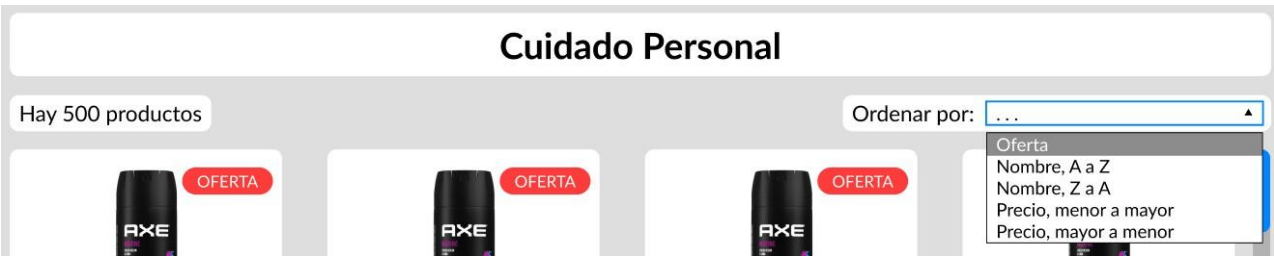 Cuidado Personal
Hay 500 productos
Ordenar por: ...
Oferta
Nombre, A a Z
Nombre, Z a A
Precio, menor a mayor
Precio, mayor a menor
OFERTA
OFERTA
OFERTA
AXE
AXE
AXE